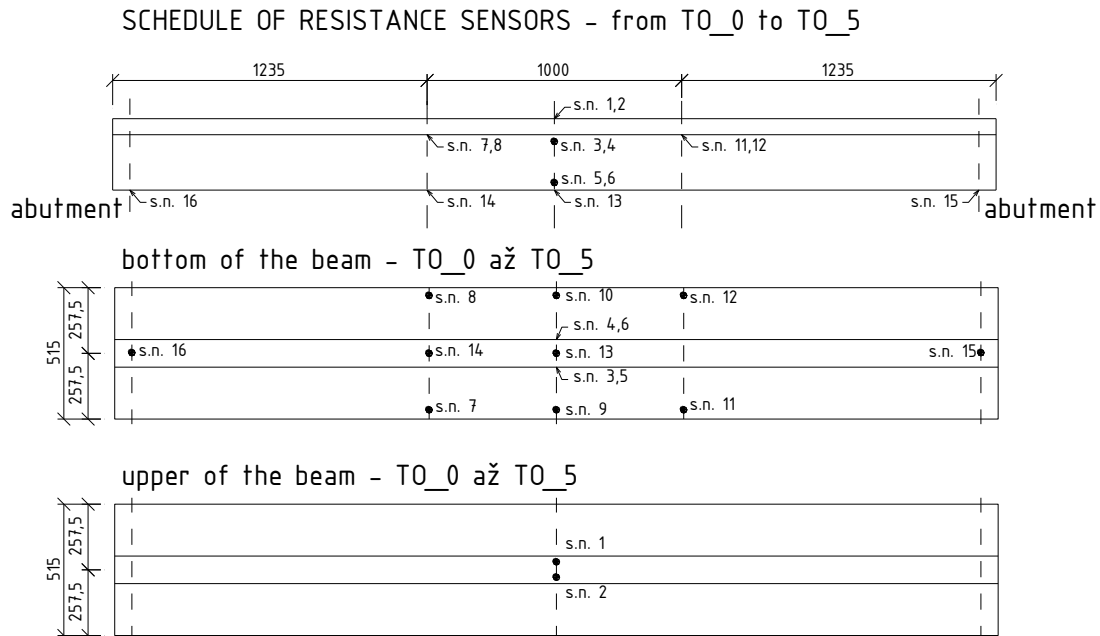 SCHEDULE OF RESISTANCE SENSORS - from TO_0 to TO_5
1235 1000 1235
s.n. 1,2
s.n. 7,8 s.n. 3,4 s.n. 11,12
s.n. 5,6
abutment s.n. 16 s.n. 14 s.n. 13 s.n. 15 abutment
bottom of the beam - TO_0 až TO_5
s.n. 8 s.n. 10 s.n. 12
257,5
s.n. 4,6
515
s.n. 16 s.n. 14 s.n. 13 s.n. 15
s.n. 3,5
257,5
s.n. 7 s.n. 9 s.n. 11
upper of the beam - TO_0 až TO_5
257,5
s.n. 1
515
s.n. 2
257,5